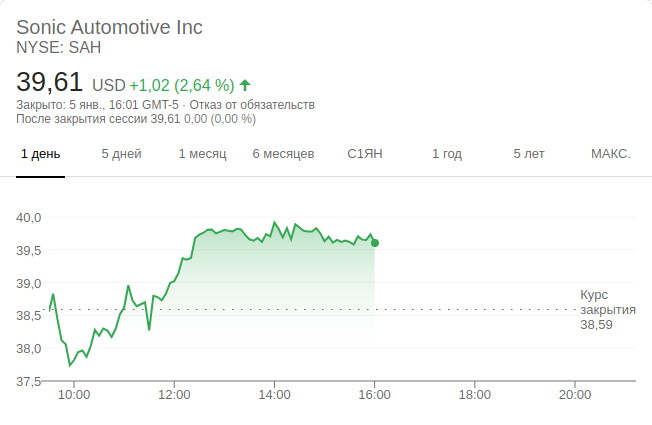 Sonic Automotive Inc
NYSE: SAH
39,61 USD +1,02 (2,64 %)
Закрыто: 5 янв., 16:01 GMT-5 · Отказ от обязательств
После закрытия сессии 39,61 0,00 (0,00 %)
1 день 5 дней 1 месяц 6 месяцев С1ЯН 1 год 5 лет МАКС.
40,0
39,5
39,0
Курс
38,5 закрытия
38,59
38,0
37,5
10:00 12:00 14:00 16:00 18:00 20:00